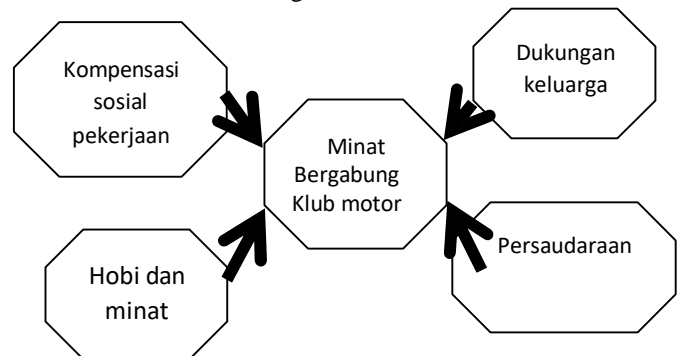 Kompensasi
sosial
pekerjaan
Dukungan
keluarga
Minat
Bergabung
Klub motor
Hobi dan
minat
Persaudaraan